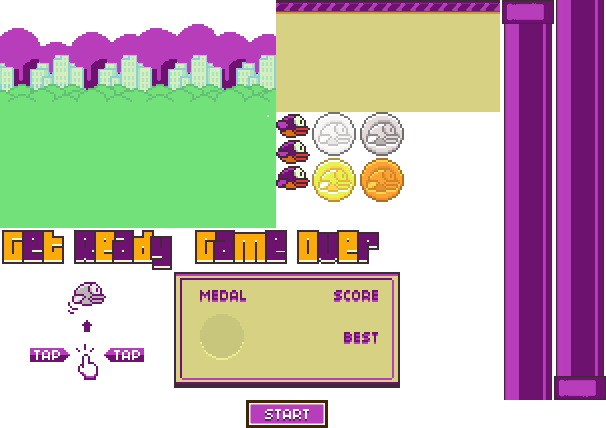 Get Ready
Game Over
MEDAL
SCORE
BEST
TAP
TAP
START